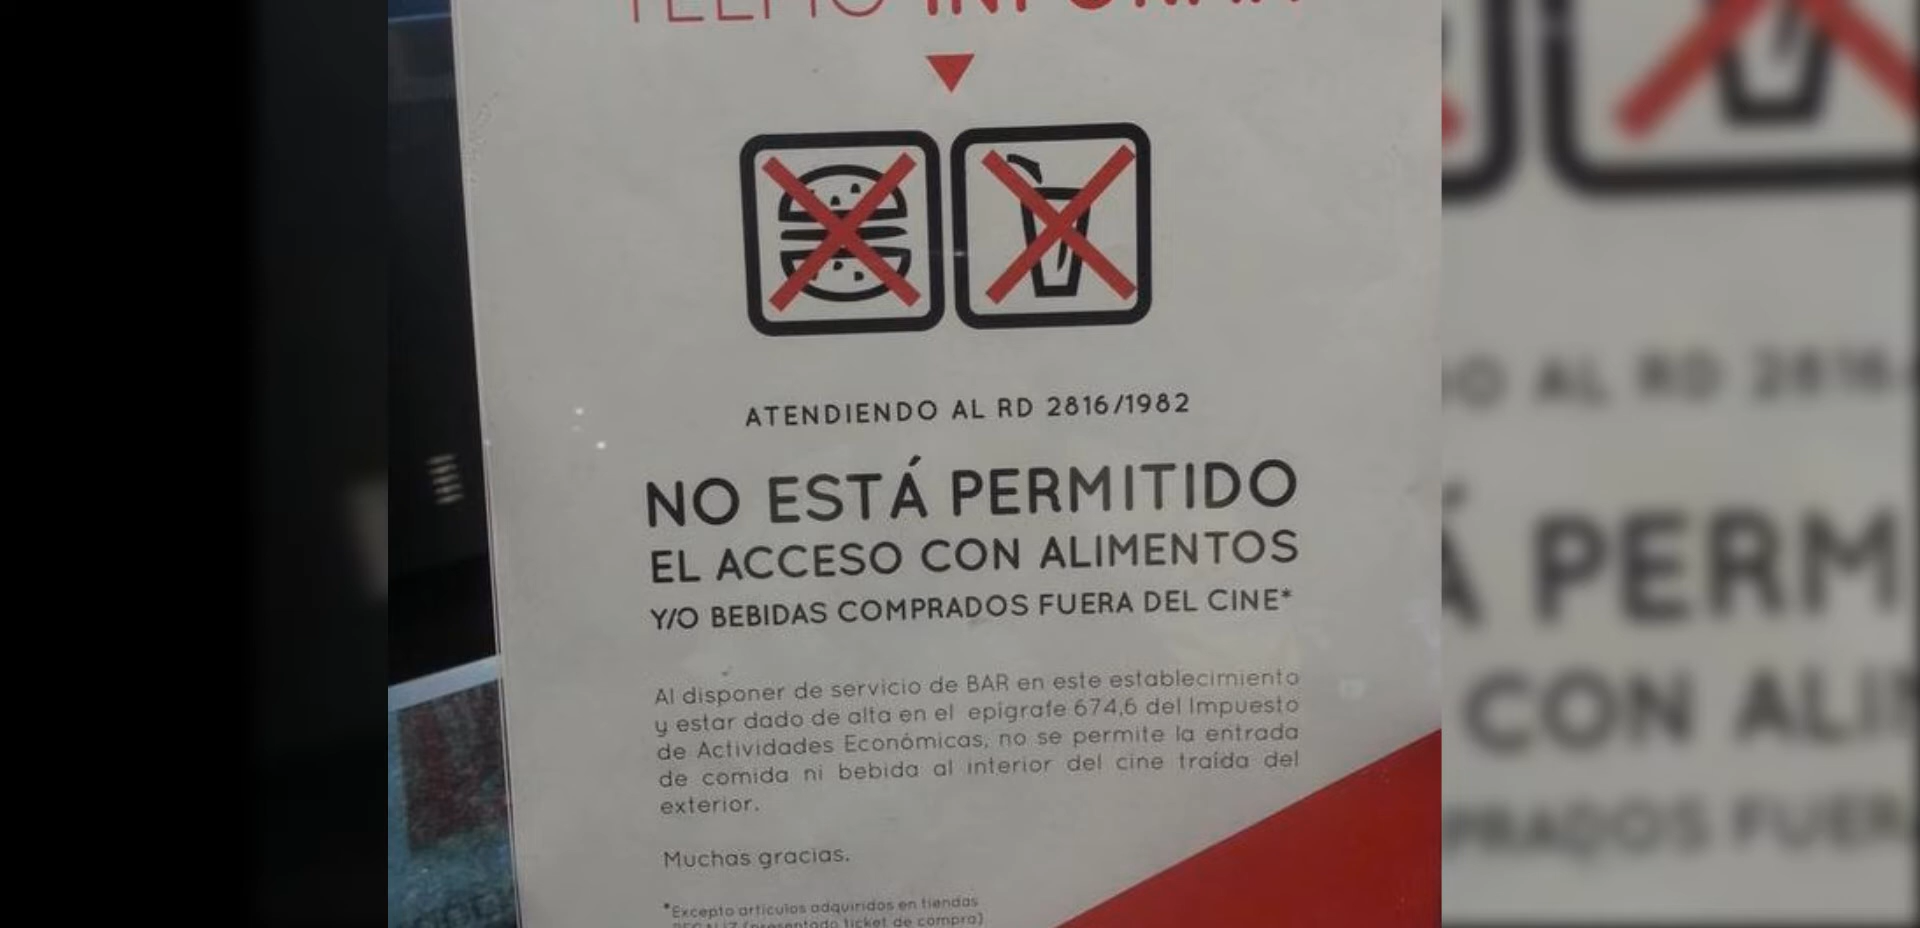 TELMO INFORMA
ATENDIENDO AL RD 2816/1982
NO ESTÁ PERMITIDO
EL ACCESO CON ALIMENTOS
Y/O BEBIDAS COMPRADOS FUERA DEL CINE*
Al disponer de servicio de BAR en este establecimiento
y estar dado de alta en el epígrafe 674,6 del Impuesto
de Actividades Económicas, no se permite la entrada
de comida ni bebida al interior del cine traída del
exterior.
Muchas gracias.
*Excepto artículos adquiridos en tiendas
(presentado ticket de compra)